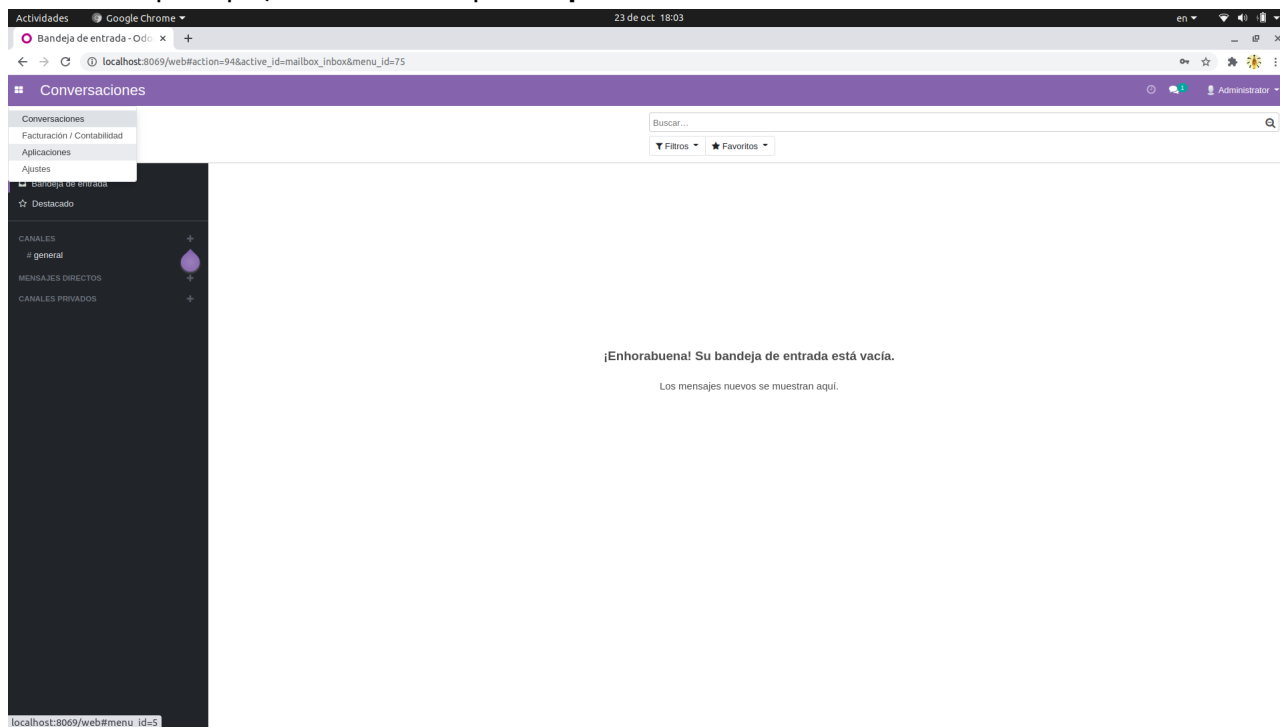 Actividades Google Chrome 23 de oct 18:03 en
Bandeja de entrada - Odo
localhost:8069/web#action=94&active_id=mailbox_inbox&menu_id=75
Conversaciones 1 Administrator
Conversaciones
Facturación / Contabilidad
Aplicaciones
Ajustes
Buscar...
Filtros Favoritos
Bandeja de entrada
Destacado
CANALES
# general
MENSAJES DIRECTOS
CANALES PRIVADOS
¡Enhorabuena! Su bandeja de entrada está vacía.
Los mensajes nuevos se muestran aquí.
localhost:8069/web#menu_id=5